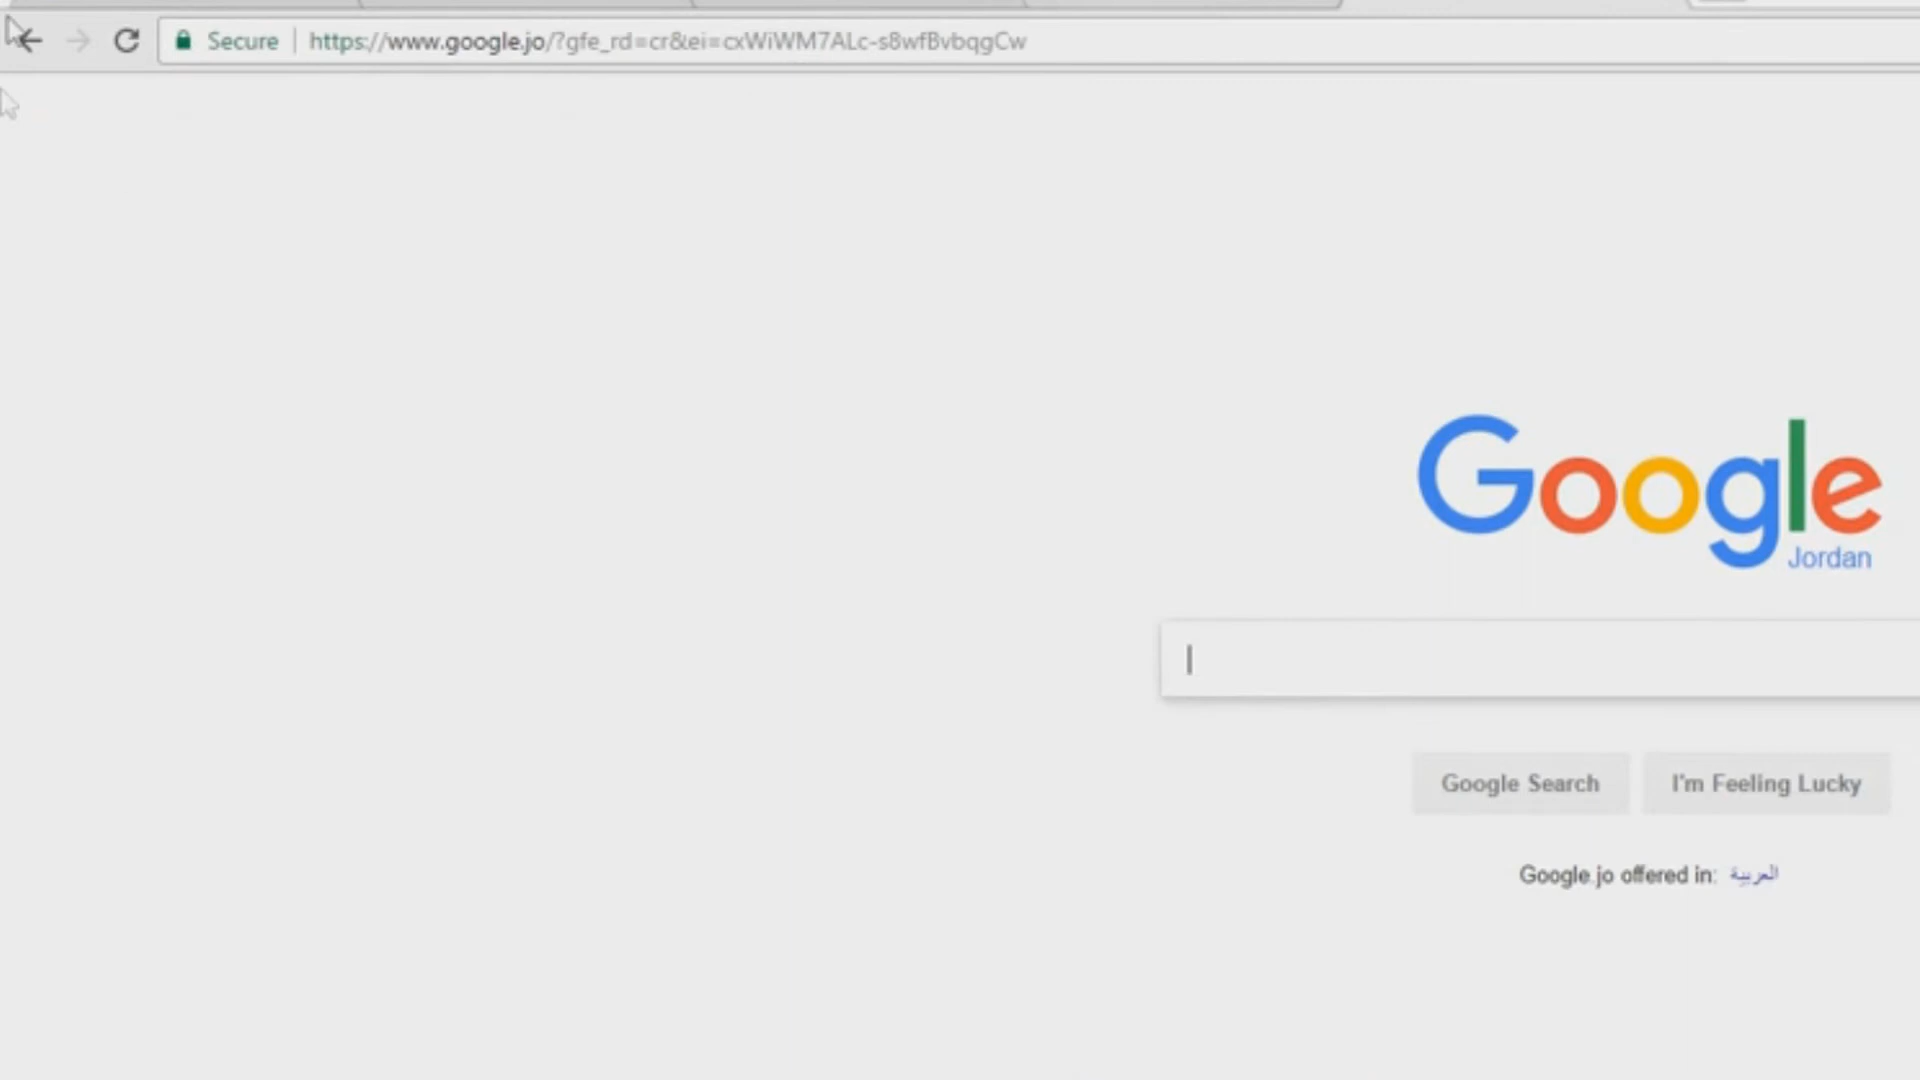 Secure https://www.google.jo/?gfe_rd=cr&ei=cxWiWM7ALc-s8wfBvbqgCw
Google
Jordan
Google Search I'm Feeling Lucky
Google.jo offered in: العربية